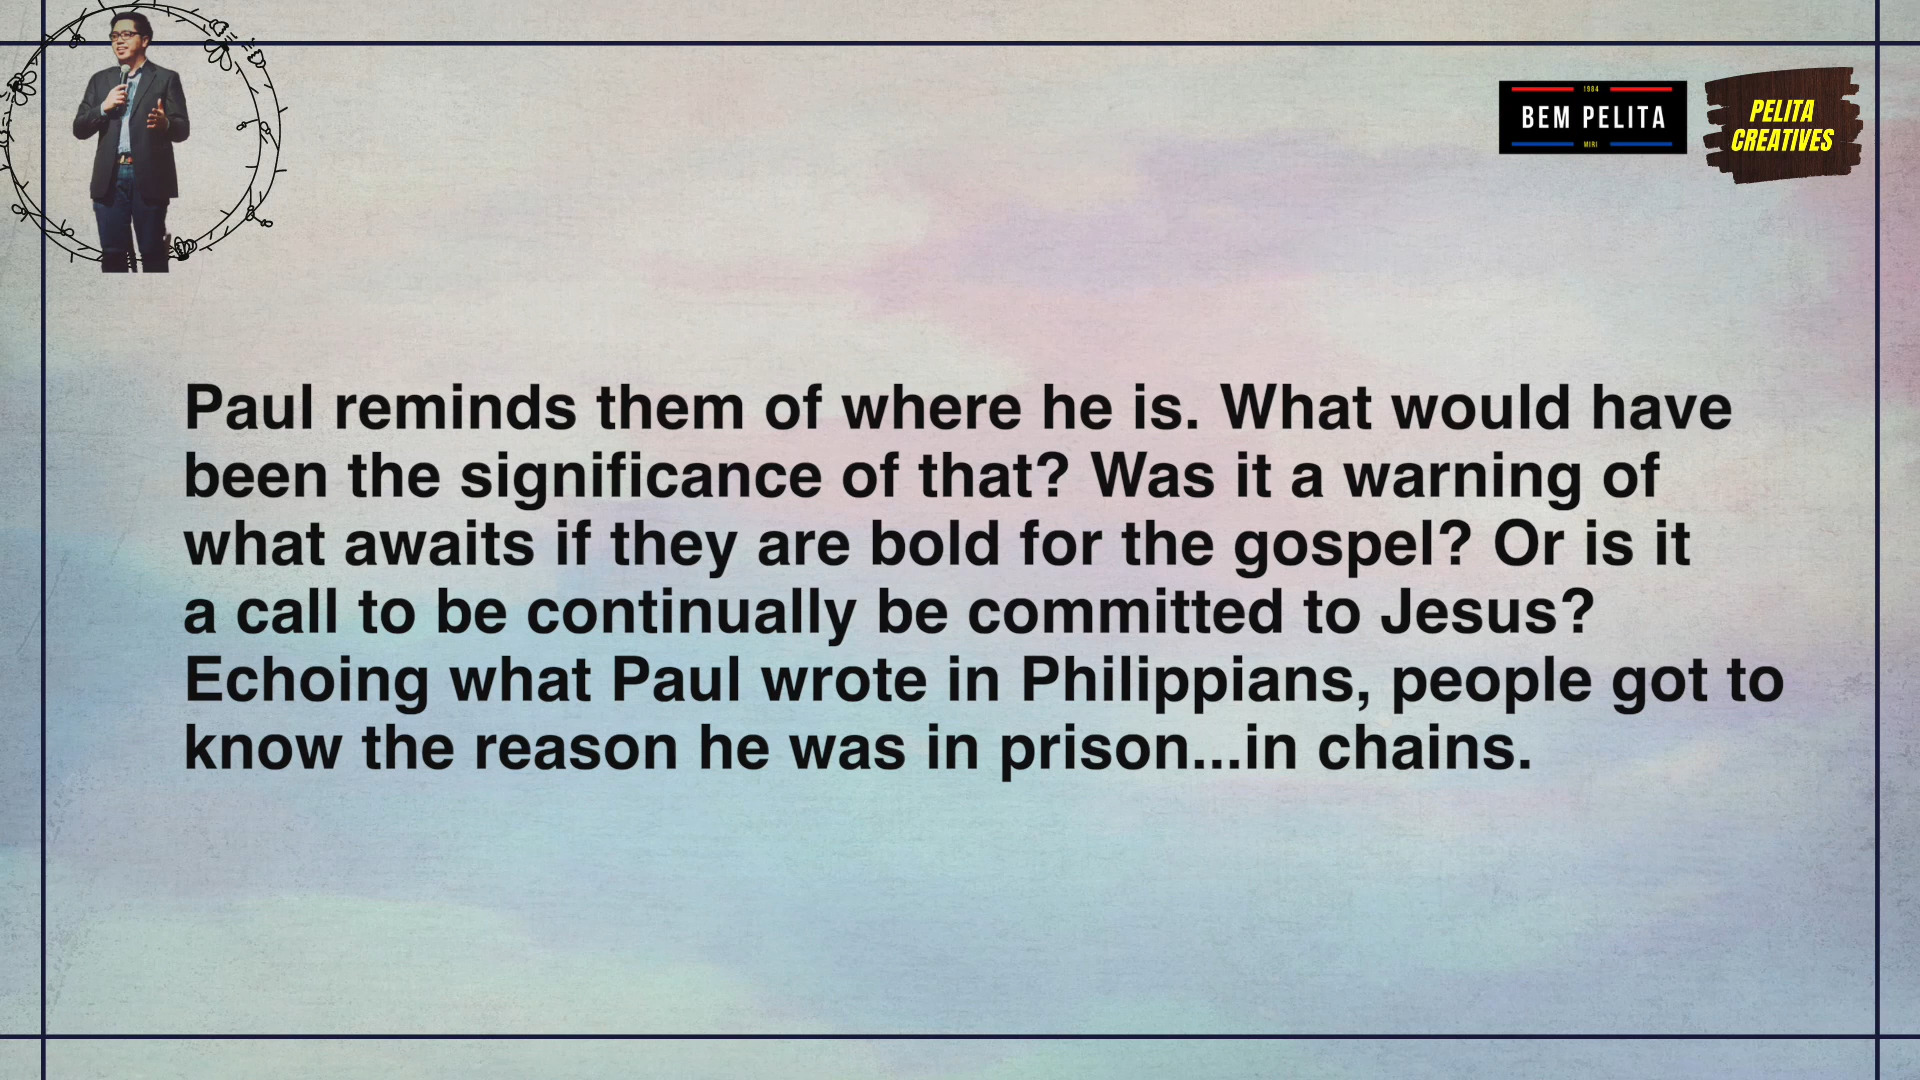 1984
BEM PELITA
MIRI
PELITA
CREATIVES
Paul reminds them of where he is. What would have
been the significance of that? Was it a warning of
what awaits if they are bold for the gospel? Or is it
a call to be continually be committed to Jesus?
Echoing what Paul wrote in Philippians, people got to
know the reason he was in prison...in chains.